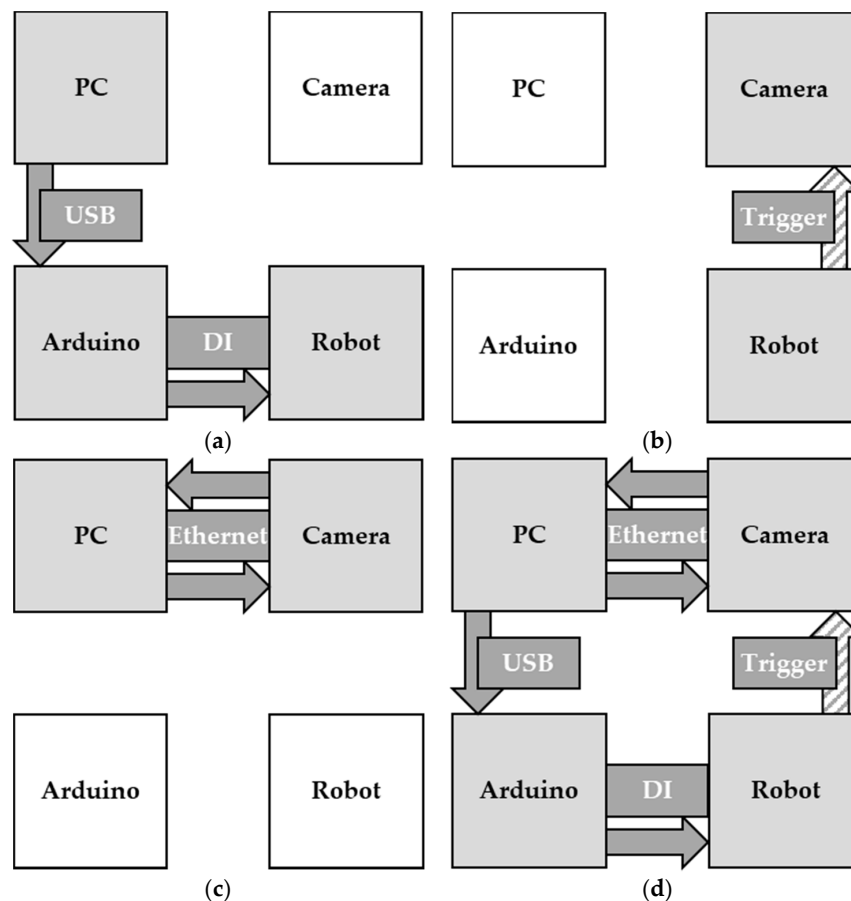 PC Camera
USB
Arduino DI Robot
(a)
PC Camera
Trigger
Arduino Robot
(b)
PC Ethernet Camera
Arduino Robot
(c)
PC Ethernet Camera
USB Trigger
Arduino DI Robot
(d)